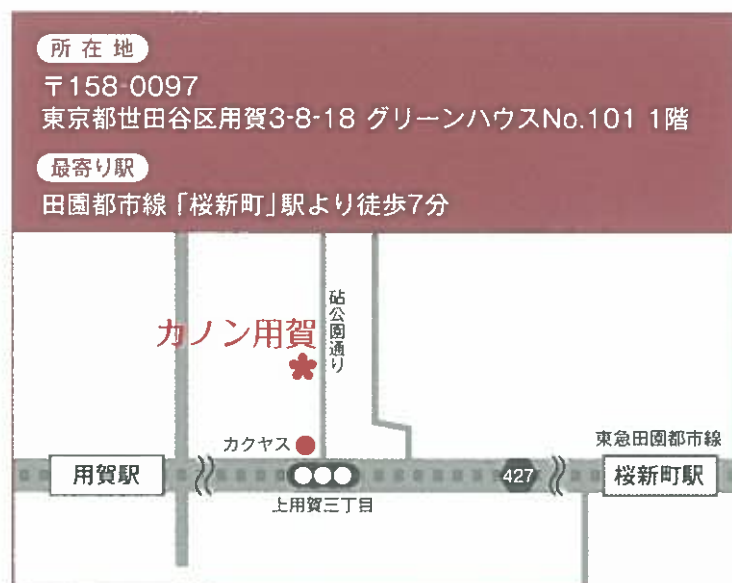 所在地
〒158-0097
東京都世田谷区用賀3-8-18 グリーンハウスNo.101 1階
最寄り駅
田園都市線「桜新町」駅より徒歩7分
砧公園通り
カノン用賀
カクヤス
東急田園都市線
用賀駅
427
桜新町駅
上用賀三丁目